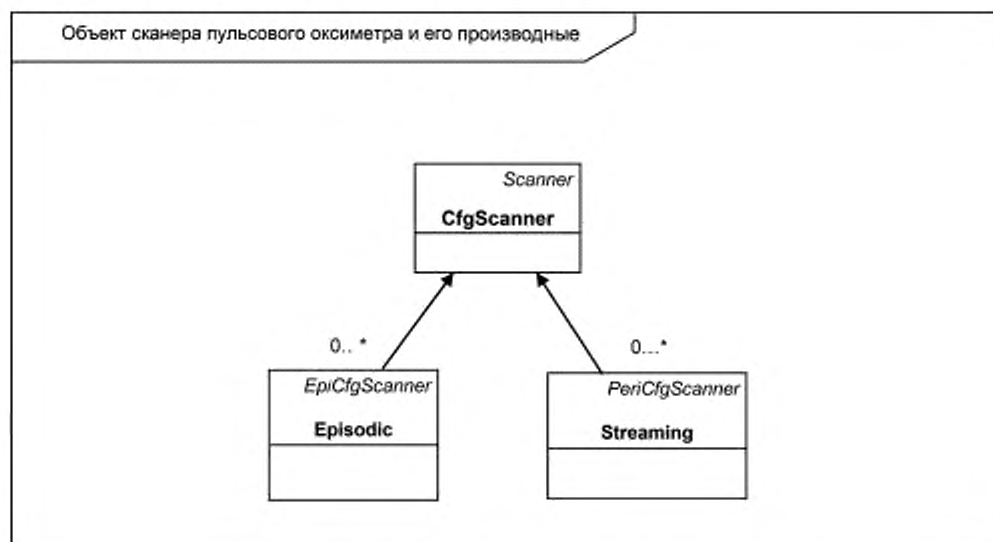 Объект сканера пульсового оксиметра и его производные
Scanner
CfgScanner
0.. *
0...*
EpiCfgScanner
Episodic
PeriCfgScanner
Streaming